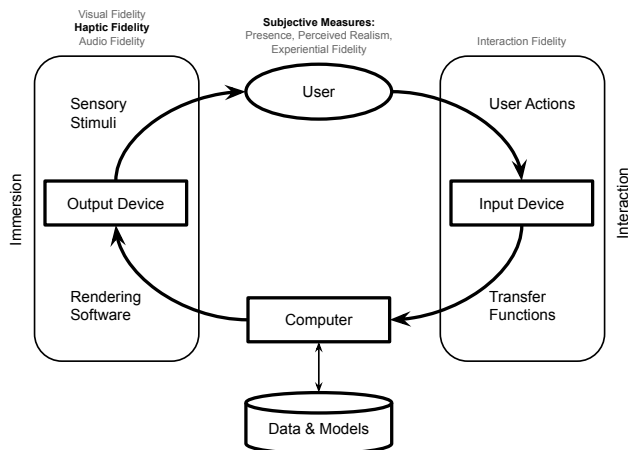 Visual Fidelity
Haptic Fidelity
Audio Fidelity
Subjective Measures:
Presence, Perceived Realism,
Experiential Fidelity
Interaction Fidelity
Sensory
Stimuli
User
User Actions
Immersion
Output Device
Input Device
Interaction
Rendering
Software
Computer
Transfer
Functions
Data & Models